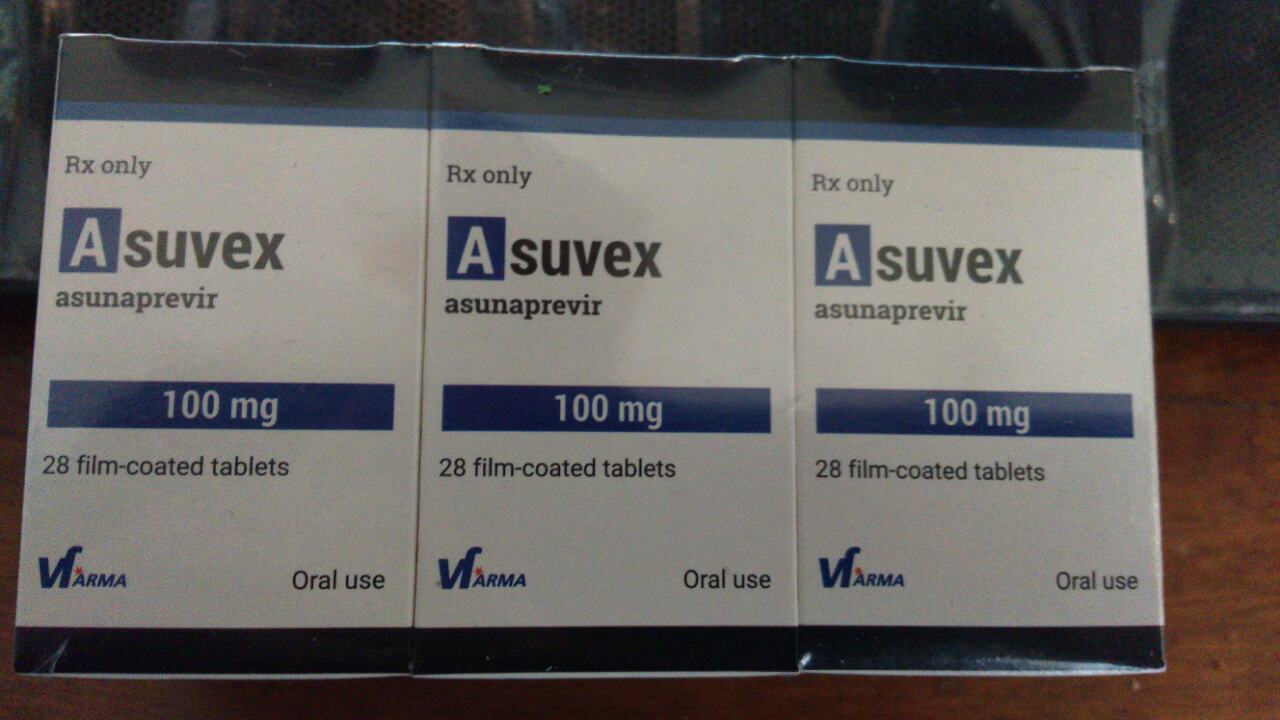 Rx only
Asuvex
asunaprevir
100 mg
28 film-coated tablets
VFARMA
Oral use
Rx only
Asuvex
asunaprevir
100 mg
28 film-coated tablets
VFARMA
Oral use
Rx only
Asuvex
asunaprevir
100 mg
28 film-coated tablets
VFARMA
Oral use